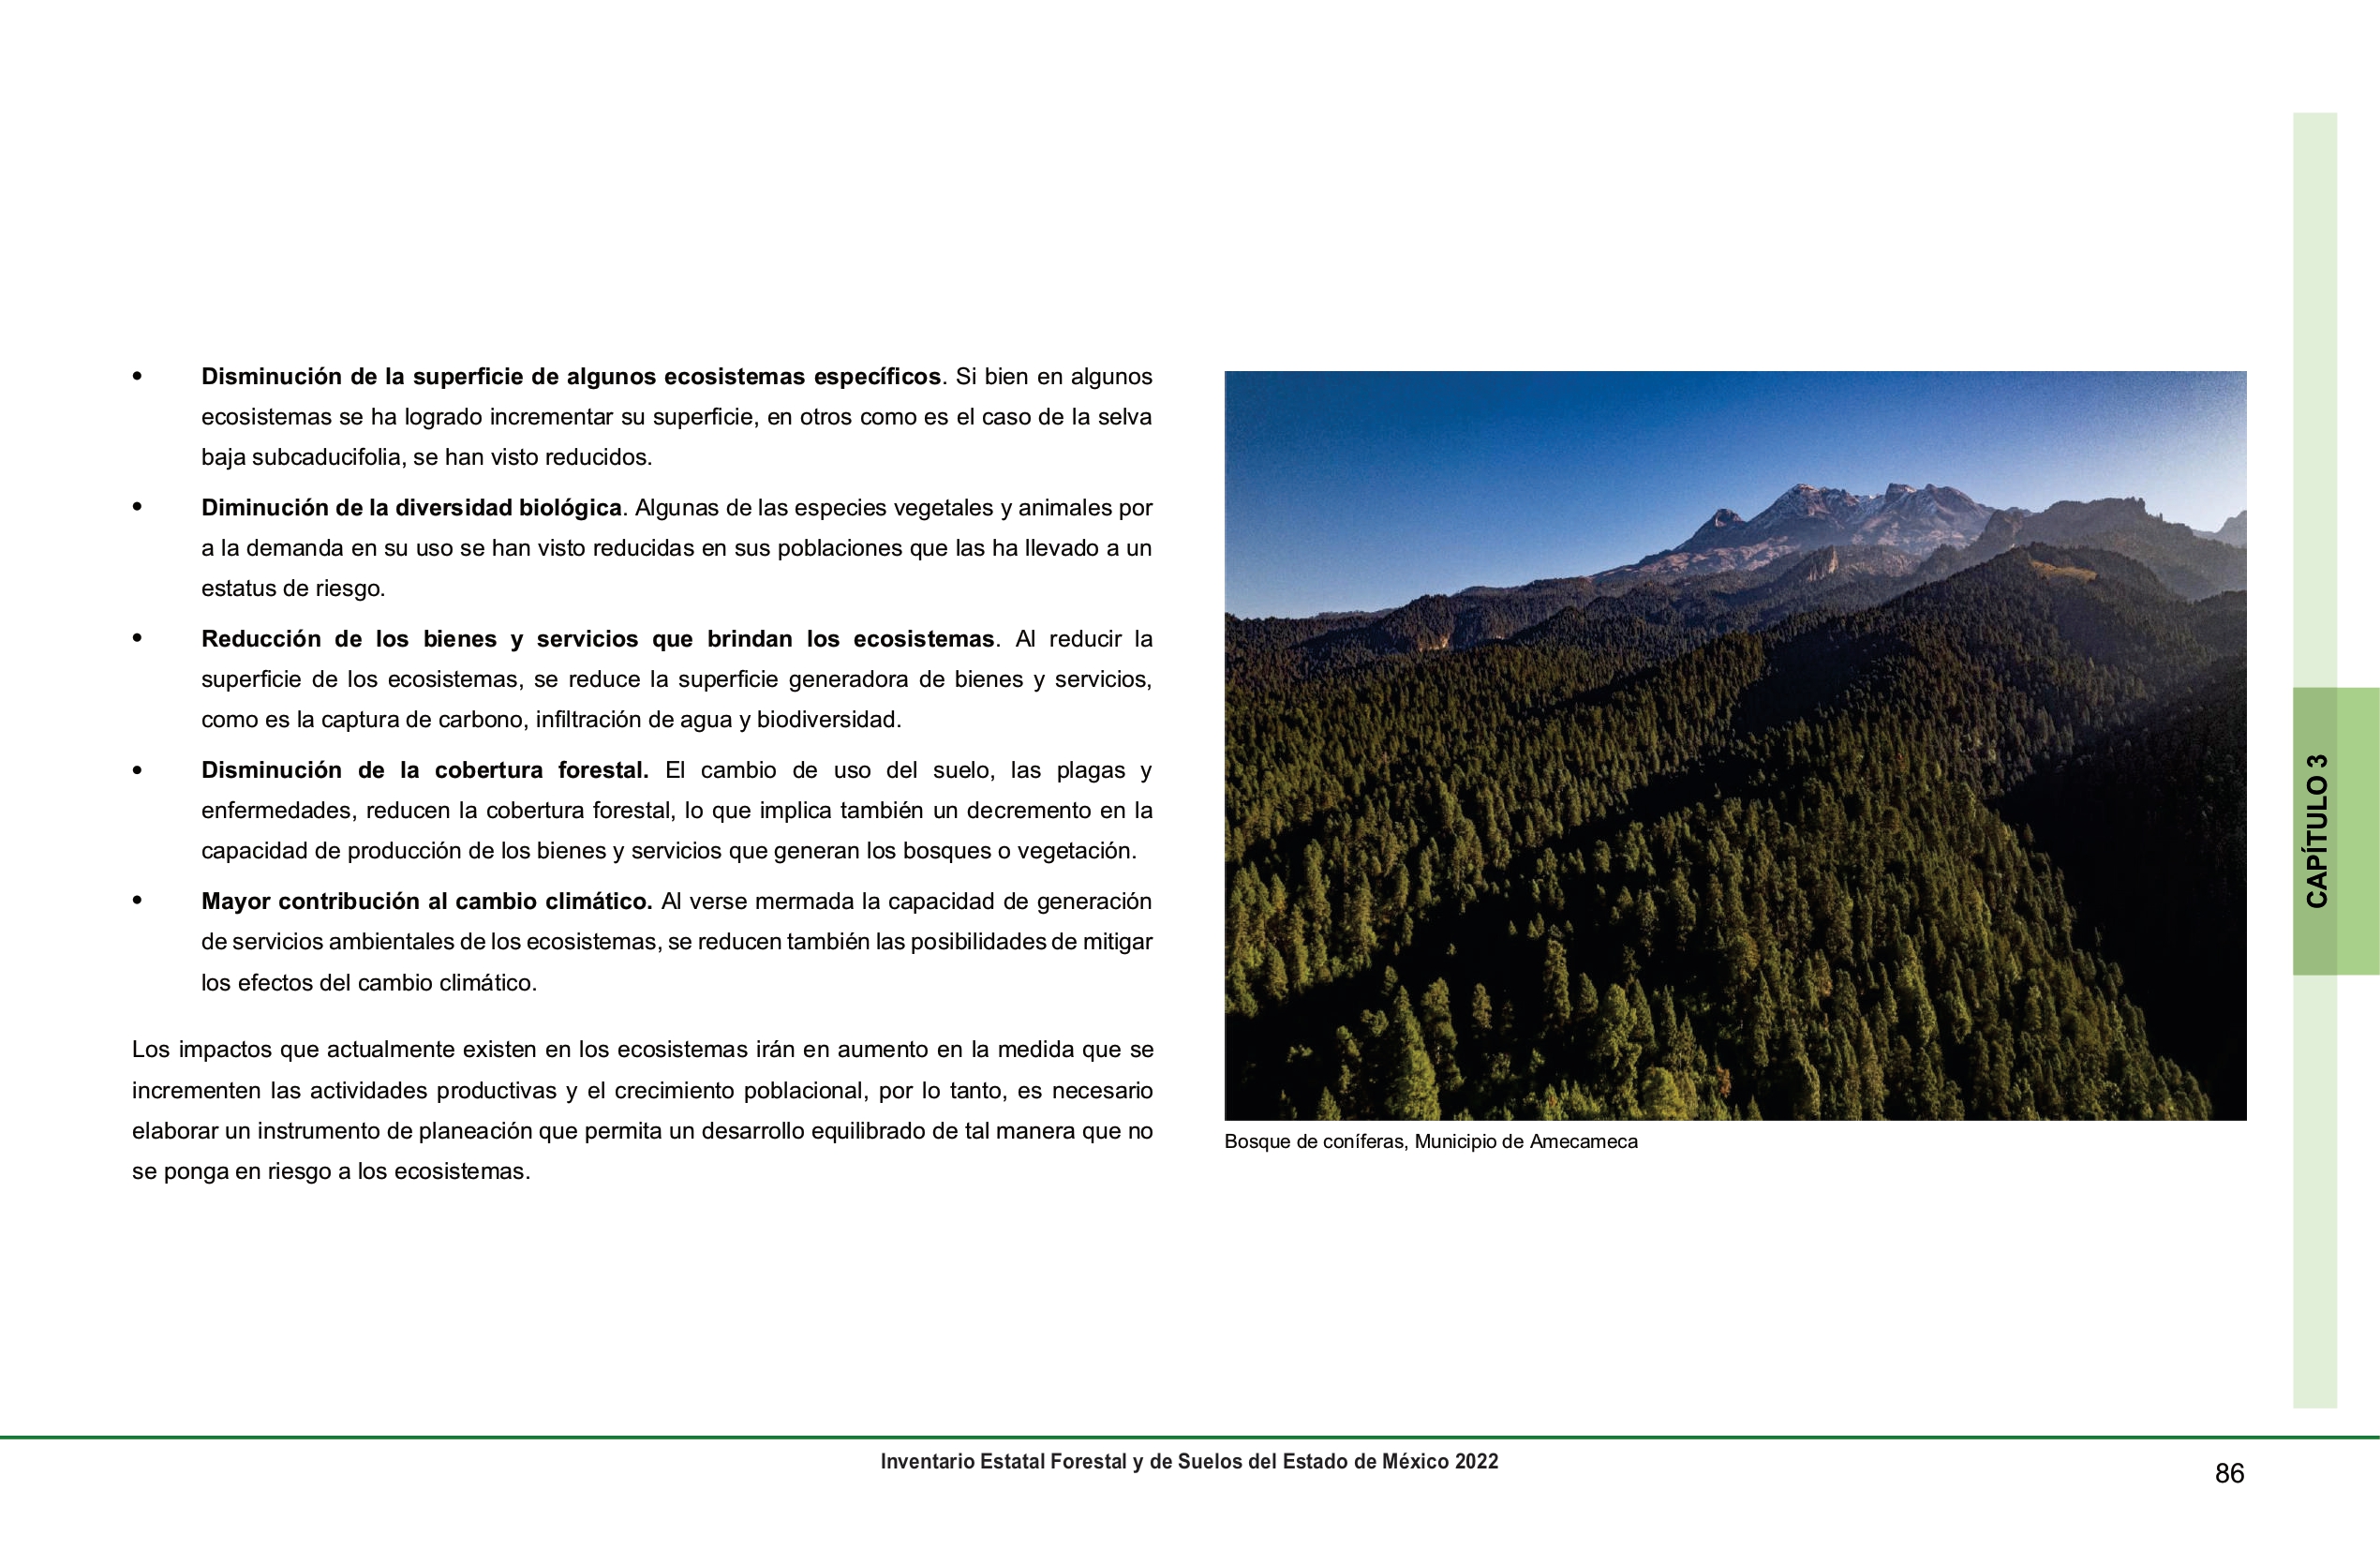 • Disminución de la superficie de algunos ecosistemas específicos. Si bien en algunos
ecosistemas se ha logrado incrementar su superficie, en otros como es el caso de la selva
baja subcaducifolia, se han visto reducidos.
• Diminución de la diversidad biológica. Algunas de las especies vegetales y animales por
a la demanda en su uso se han visto reducidas en sus poblaciones que las ha llevado a un
estatus de riesgo.
• Reducción de los bienes y servicios que brindan los ecosistemas. Al reducir la
superficie de los ecosistemas, se reduce la superficie generadora de bienes y servicios,
como es la captura de carbono, infiltración de agua y biodiversidad.
• Disminución de la cobertura forestal. El cambio de uso del suelo, las plagas y
enfermedades, reducen la cobertura forestal, lo que implica también un decremento en la
capacidad de producción de los bienes y servicios que generan los bosques o vegetación.
• Mayor contribución al cambio climático. Al verse mermada la capacidad de generación
de servicios ambientales de los ecosistemas, se reducen también las posibilidades de mitigar
los efectos del cambio climático.
Los impactos que actualmente existen en los ecosistemas irán en aumento en la medida que se
incrementen las actividades productivas y el crecimiento poblacional, por lo tanto, es necesario
elaborar un instrumento de planeación que permita un desarrollo equilibrado de tal manera que no
se ponga en riesgo a los ecosistemas.
Bosque de coníferas, Municipio de Amecameca
CAPÍTULO 3
Inventario Estatal Forestal y de Suelos del Estado de México 2022
86